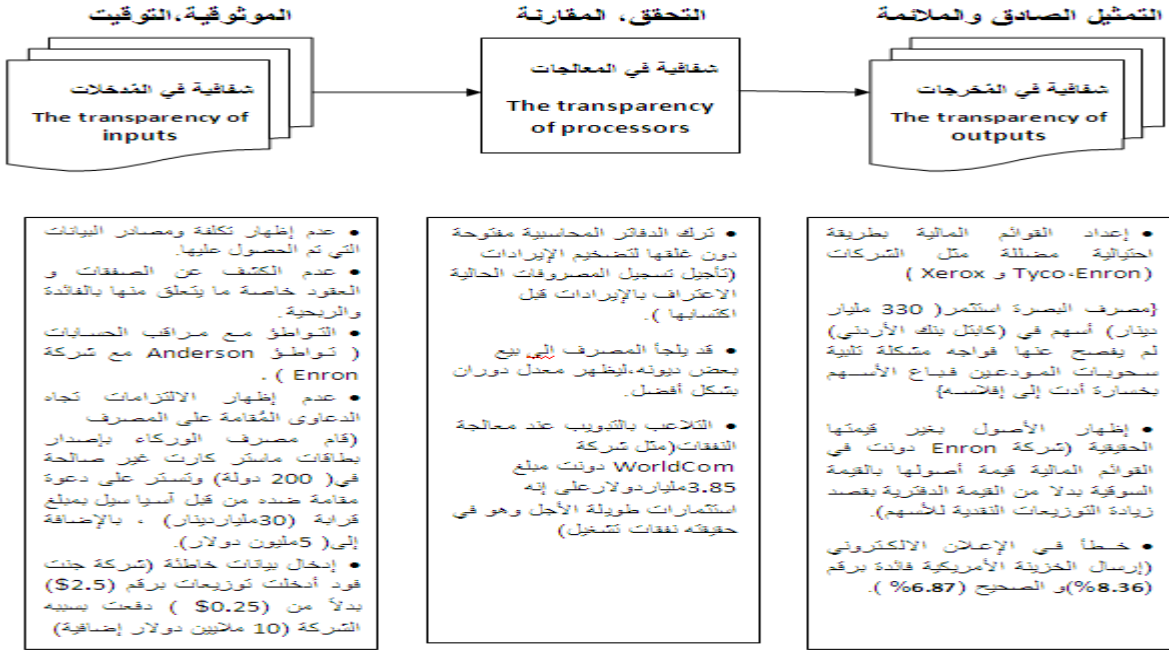 الموثوقية،التوقيت
شفافية في المُدخلات
The transparency of
inputs
التحقق، المقارنة
شفافية في المعالجات
The transparency
of processors
التمثيل الصادق والملائمة
شفافية في المُخرجات
The transparency of
outputs
• عدم إظهار تكلفة ومصادر البيانات
التي تم الحصول عليها.
• عدم الكشف عن الصفقات و
العقود خاصة ما يتعلق منها بالفائدة
والربحية.
• التواطؤ مع مراقب الحسابات
( تواطؤ Anderson مع شركة
Enron ) .
• عدم إظهار الالتزامات تجاه
الدعاوى المُقامة على المصرف
(قام مصرف الوركاء بإصدار
بطاقات ماستر كارت غير صالحة
في( 200 دولة) وتستر على دعوة
مقامة ضده من قبل آسيا سيل بمبلغ
قرابة (30ملياردينار) ، بالإضافة
إلى( 5مليون دولار).
• إدخال بيانات خاطئة (شركة جنت
فود أدخلت توزيعات برقم (2.5$)
بدلاً من (0.25$ ) دفعت بسببه
الشركة (10 ملايين دولار إضافية)
• ترك الدفاتر المحاسبية مفتوحة
دون غلقها لتضخيم الإيرادات
(تأجيل تسجيل المصروفات الحالية
الاعتراف بالإيرادات قبل
اكتسابها ).
• قد يلجأ المصرف إلى بيع
بعض ديونه،ليظهر معدل دوران
بشكل أفضل.
• التلاعب بالتبويب عند معالجة
النفقات(مثل شركة
WorldCom دونت مبلغ
3.85ملياردولارعلى إنه
استثمارات طويلة الأجل وهو في
حقيقته نفقات تشغيل)
• إعداد القوائم المالية بطريقة
احتيالية مضللة مثل الشركات
(Tyco،Enron و Xerox )
{مصرف البصرة استثمر( 330 مليار
دينار) أسهم في (كابتل بنك الأردني)
لم يفصح عنها فواجه مشكلة تلبية
سحوبات المودعين فباع الأسهم
بخسارة أدت إلى إفلاسه}
• إظهار الأصول بغير قيمتها
الحقيقية (شركة Enron دونت في
القوائم المالية قيمة أصولها بالقيمة
السوقية بدلا من القيمة الدفترية بقصد
زيادة التوزيعات النقدية للأسهم).
• خطأ في الإعلان الالكتروني
(إرسال الخزينة الأمريكية فائدة برقم
(8.36%)و الصحيح (6.87% ).